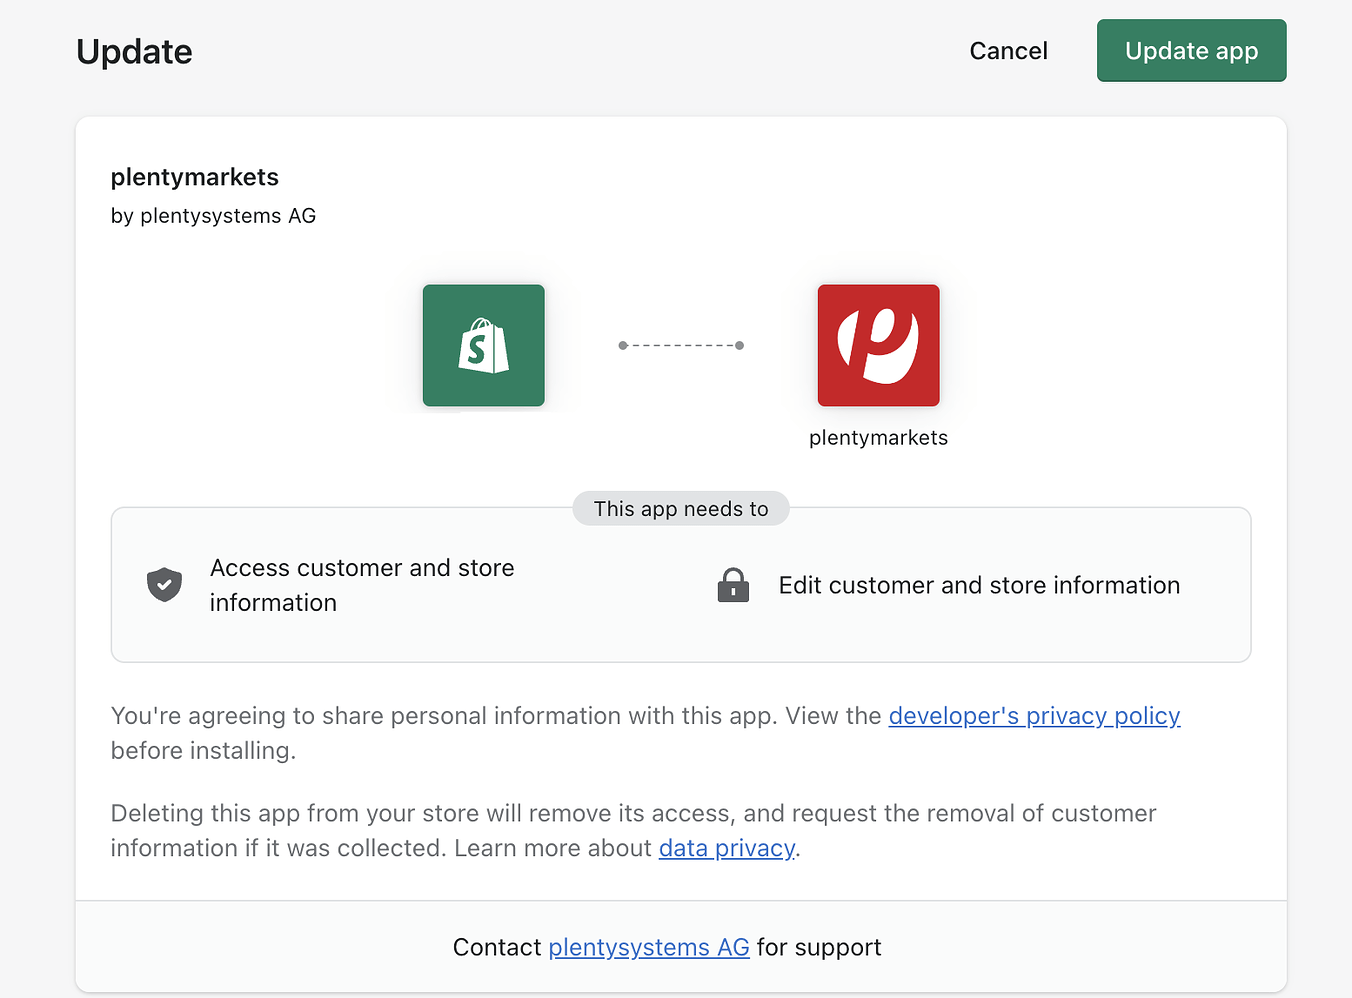 Update
Cancel
Update app
plentymarkets
by plentysystems AG
S
plentymarkets
This app needs to
Access customer and store
information
Edit customer and store information
You're agreeing to share personal information with this app. View the developer's privacy policy
before installing.
Deleting this app from your store will remove its access, and request the removal of customer
information if it was collected. Learn more about data privacy.
Contact plentysystems AG for support